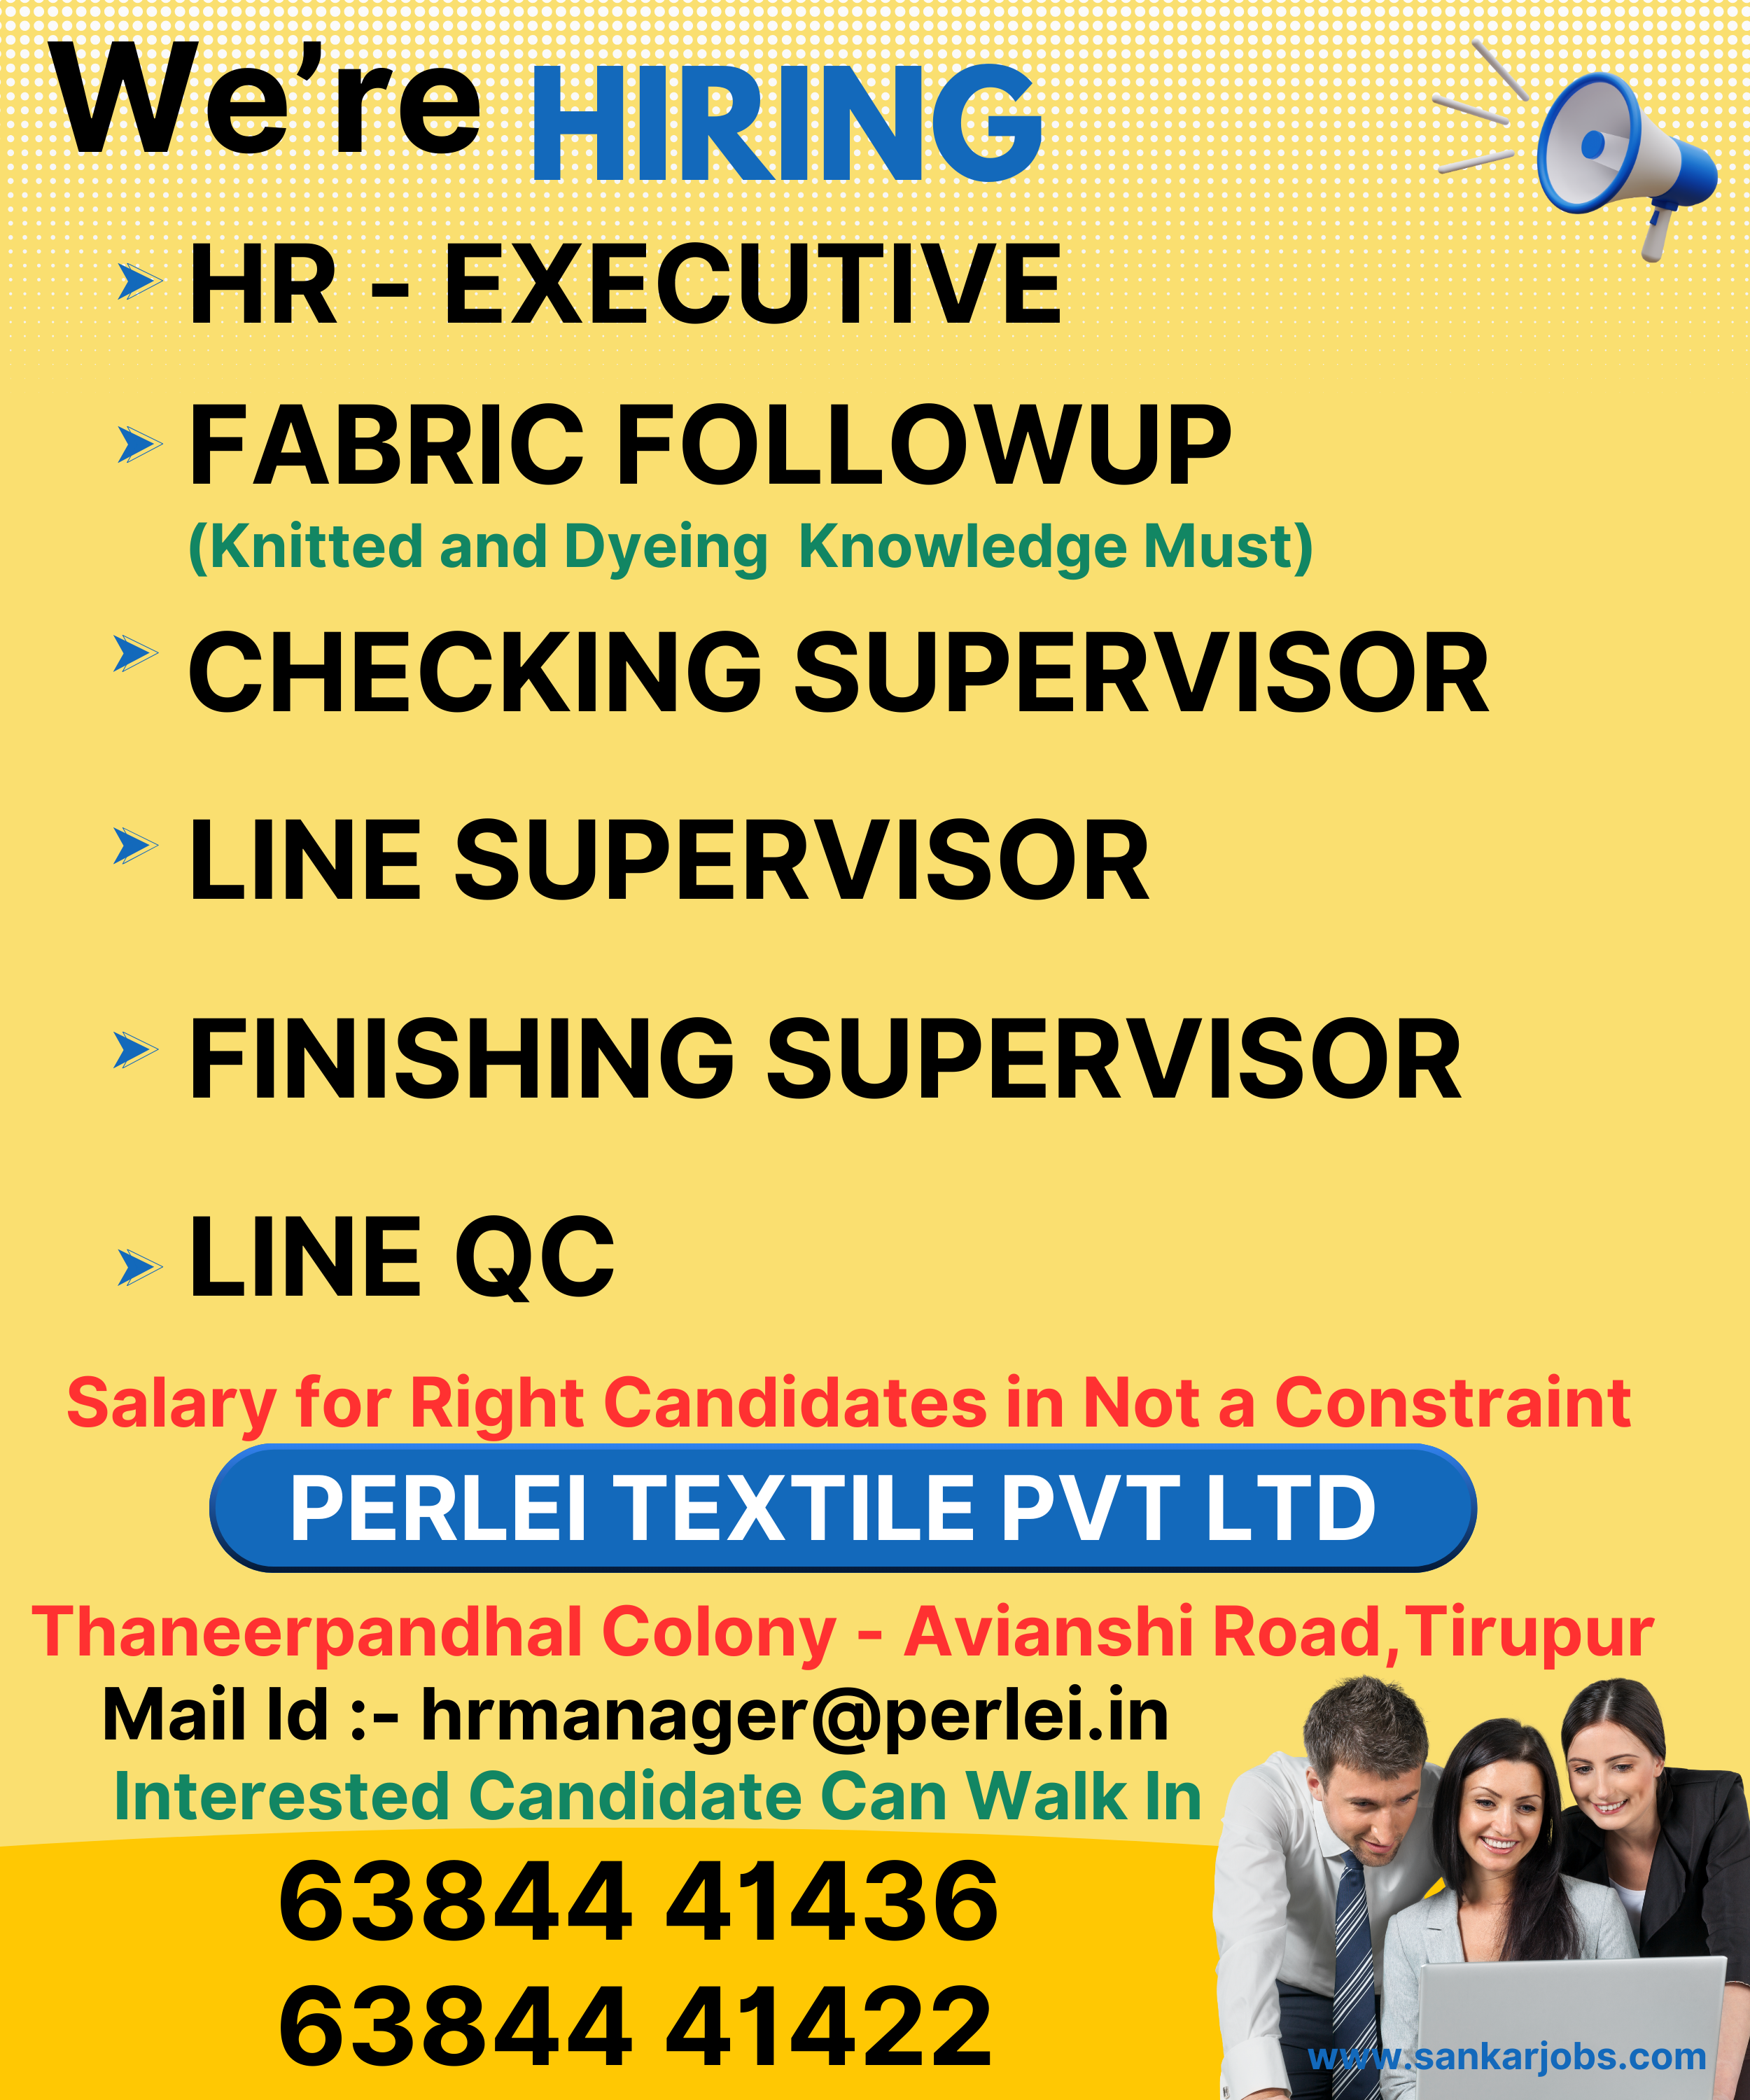 We're HIRING
HR - EXECUTIVE
FABRIC FOLLOWUP
(Knitted and Dyeing Knowledge Must)
CHECKING SUPERVISOR
LINE SUPERVISOR
FINISHING SUPERVISOR
LINE QC
Salary for Right Candidates in Not a Constraint
PERLEI TEXTILE PVT LTD
Thaneerpandhal Colony - Avianshi Road,Tirupur
Mail Id :- hrmanager@perlei.in
Interested Candidate Can Walk In
63844 41436
63844 41422
www.sankarjobs.com